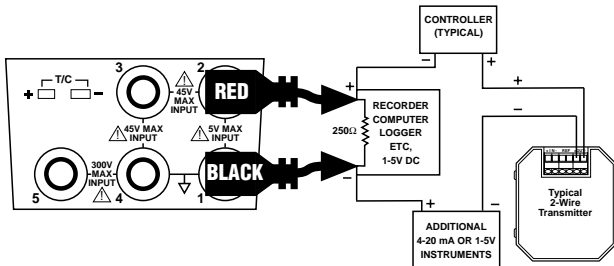 CONTROLLER
(TYPICAL)
− +
3 2
T/C
+ −
45V
MAX
INPUT
RED
+
+
−
45V MAX
INPUT
5V MAX
INPUT
250Ω
RECORDER
COMPUTER
LOGGER
ETC,
1-5V DC
300V
MAX
INPUT
BLACK
5 4 1
−
Typical
2-Wire
Transmitter
+ −
ADDITIONAL
4-20 mA OR 1-5V
INSTRUMENTS